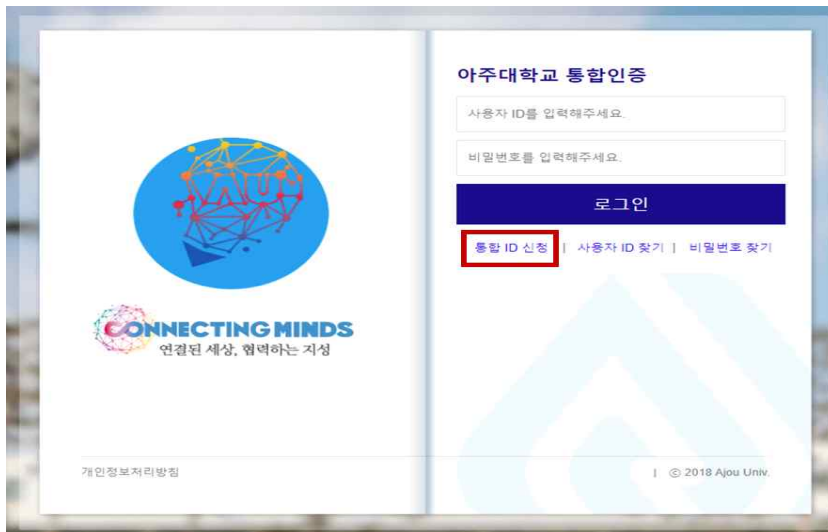 아주대학교 통합인증
사용자 ID를 입력해주세요.
비밀번호를 입력해주세요.
로그인
통합 ID 신청 | 사용자 ID 찾기 | 비밀번호 찾기
AJOU
CONNECTING MINDS
연결된 세상, 협력하는 지성
개인정보처리방침
| ⓒ 2018 Ajou Univ.